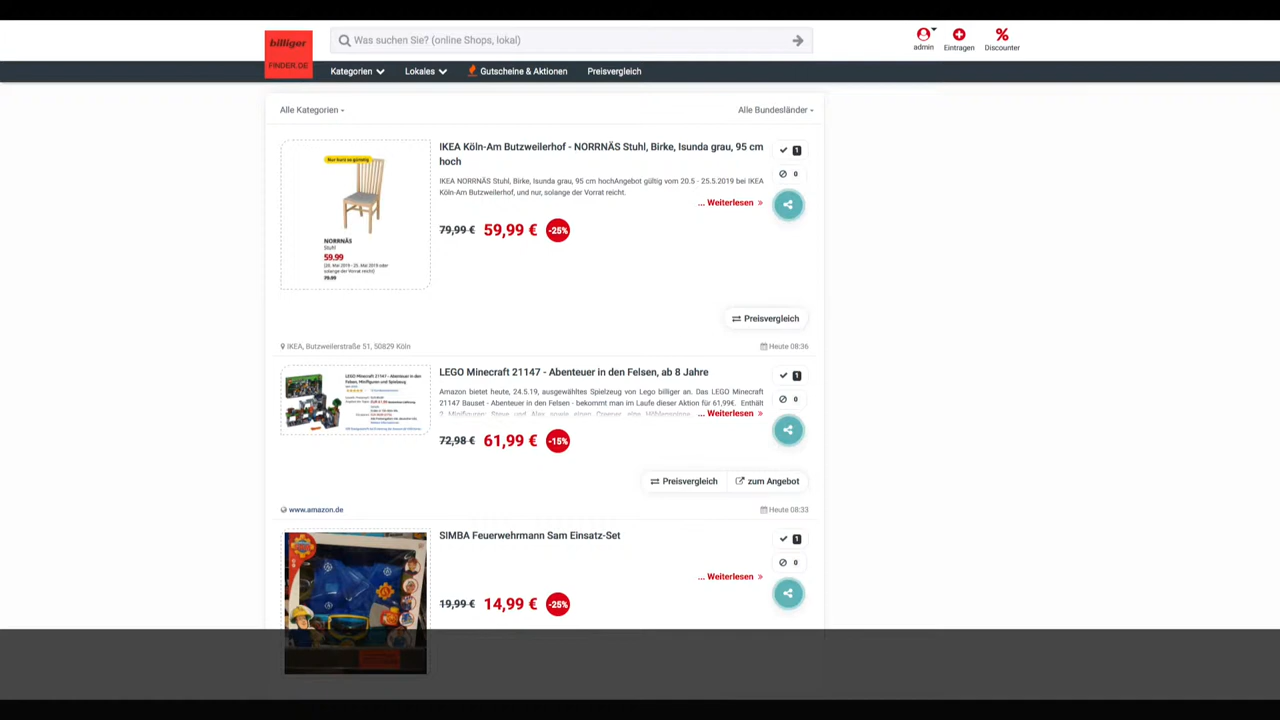 billiger
FINDER.DE
Was suchen Sie? (online Shops, lokal)
admin
Eintragen
Discounter
Kategorien
Lokales
Gutscheine & Aktionen
Preisvergleich
Alle Kategorien
Alle Bundesländer
Nur kurz so günstig
NORRNÄS
Stuhl
59.99
79.99
IKEA Köln-Am Butzweilerhof - NORRNÄS Stuhl, Birke, Isunda grau, 95 cm
hoch
IKEA NORRNÄS Stuhl, Birke, Isunda grau, 95 cm hochAngebot gültig vom 20.5 - 25.5.2019 bei IKEA
Köln-Am Butzweilerhof, und nur, solange der Vorrat reicht.
... Weiterlesen »
79,99 € 59,99 € -25%
1
0
Preisvergleich
IKEA, Butzweilerstraße 51, 50829 Köln
Heute 08:36
LEGO Minecraft 21147 - Abenteuer in den Felsen, ab 8 Jahre
Amazon bietet heute, 24.5.19, ausgewähltes Spielzeug von Lego billiger an. Das LEGO Minecraft
21147 Bauset - Abenteuer in den Felsen - bekommt man im Laufe dieser Aktion für 61,99€. Enthält
... Weiterlesen »
72,98 € 61,99 € -15%
1
0
Preisvergleich
zum Angebot
www.amazon.de
Heute 08:33
SIMBA Feuerwehrmann Sam Einsatz-Set
... Weiterlesen »
19,99 € 14,99 € -25%
1
0